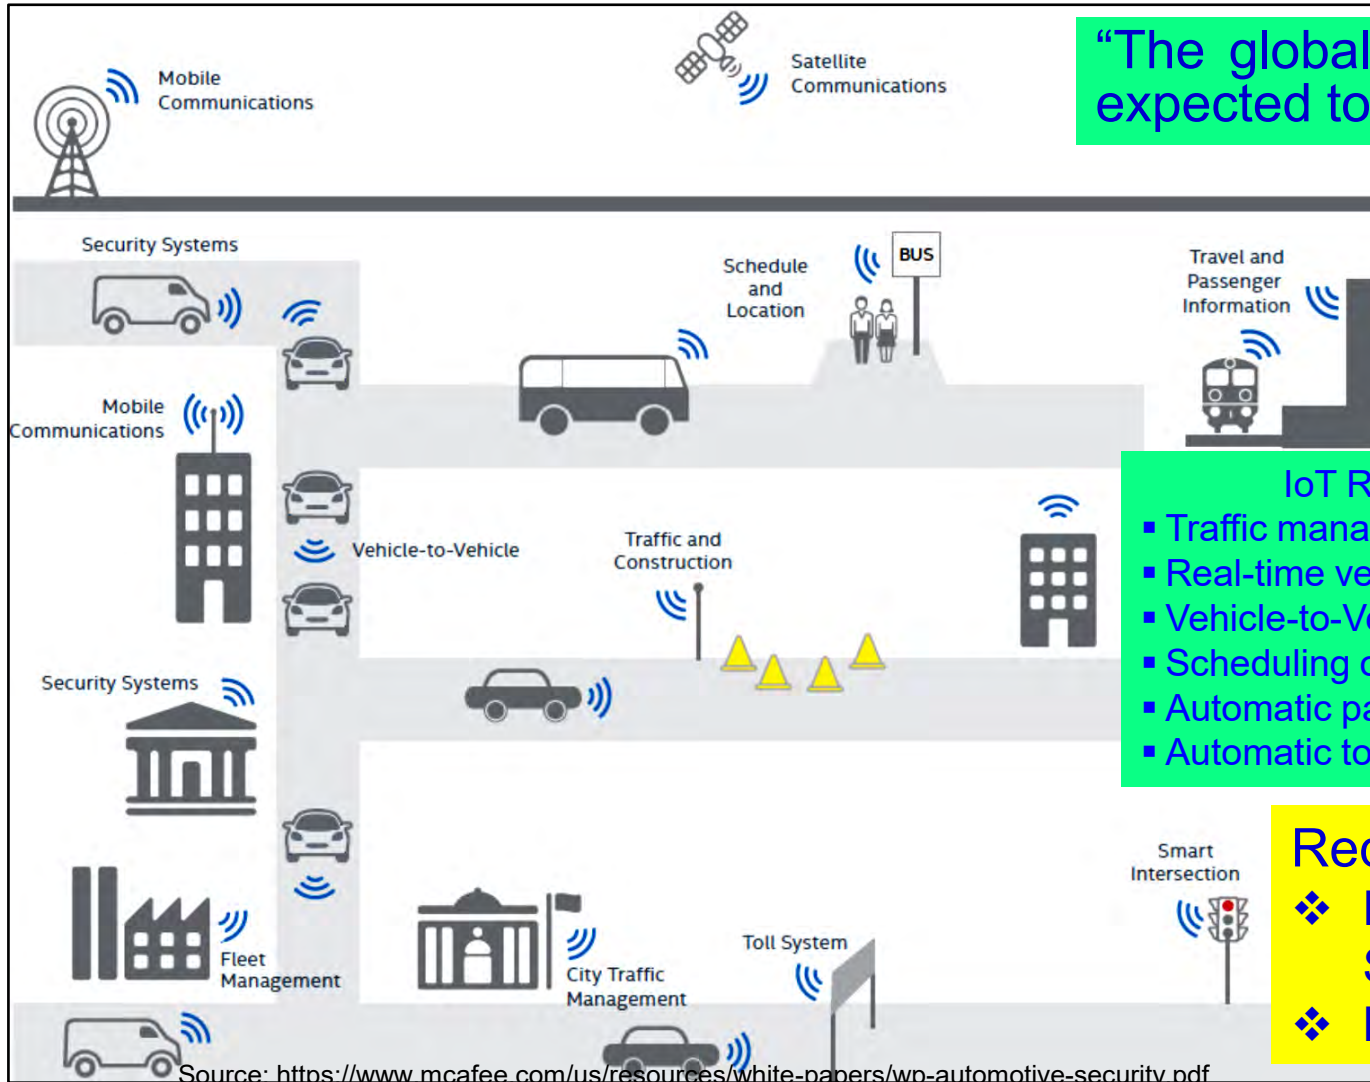 Mobile
Communications
Satellite
Communications
“The global
expected to
Security Systems
Schedule
and
Location
BUS
Travel and
Passenger
Information
Mobile
Communications
Vehicle-to-Vehicle
Traffic and
Construction
IoT R
▪ Traffic mana
▪ Real-time ve
▪ Vehicle-to-Ve
▪ Scheduling o
▪ Automatic pa
▪ Automatic to
Security Systems
Fleet
Management
City Traffic
Management
Toll System
Smart
Intersection
Source: https://www.mcafee.com/us/resources/white-papers/wp-automotive-security.pdf